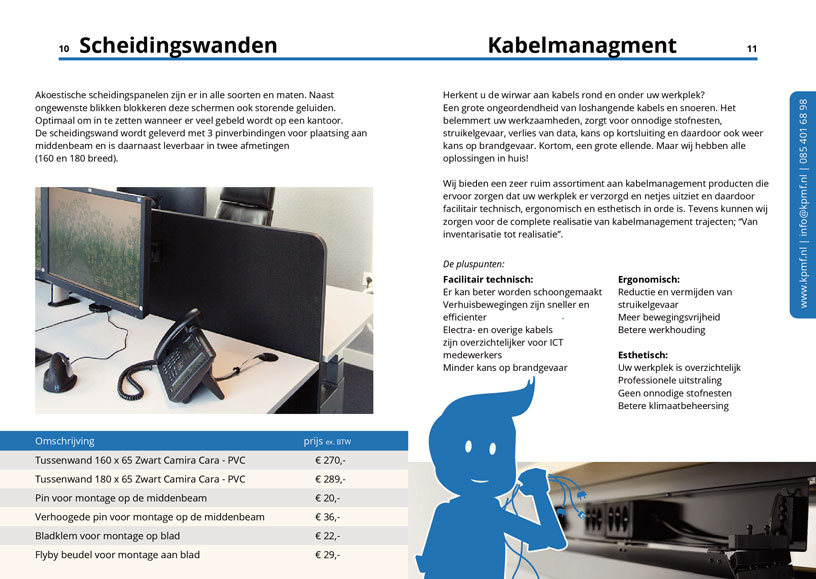 10 Scheidingswanden
Akoestische scheidingspanelen zijn er in alle soorten en maten. Naast
ongewenste blikken blokkeren deze schermen ook storende geluiden.
Optimaal om in te zetten wanneer er veel gebeld wordt op een kantoor.
De scheidingswand wordt geleverd met 3 pinverbindingen voor plaatsing aan
middenbeam en is daarnaast leverbaar in twee afmetingen
(160 en 180 breed).
Omschrijving prijs ex. BTW
Tussenwand 160 x 65 Zwart Camira Cara - PVC € 270,-
Tussenwand 180 x 65 Zwart Camira Cara - PVC € 289,-
Pin voor montage op de middenbeam € 20,-
Verhoogede pin voor montage op de middenbeam € 36,-
Bladklem voor montage op blad € 22,-
Flyby beudel voor montage aan blad € 29,-
Kabelmanagment 11
Herkent u de wirwar aan kabels rond en onder uw werkplek?
Een grote ongeordendheid van loshangende kabels en snoeren. Het
belemmert uw werkzaamheden, zorgt voor onnodige stofnesten,
struikelgevaar, verlies van data, kans op kortsluiting en daardoor ook weer
kans op brandgevaar. Kortom, een grote ellende. Maar wij hebben alle
oplossingen in huis!
Wij bieden een zeer ruim assortiment aan kabelmanagement producten die
ervoor zorgen dat uw werkplek er verzorgd en netjes uitziet en daardoor
facilitair technisch, ergonomisch en esthetisch in orde is. Tevens kunnen wij
zorgen voor de complete realisatie van kabelmanagement trajecten; “Van
inventarisatie tot realisatie”.
De pluspunten:
Facilitair technisch:
Er kan beter worden schoongemaakt
Verhuisbewegingen zijn sneller en
efficienter
Electra- en overige kabels
zijn overzichtelijker voor ICT
medewerkers
Minder kans op brandgevaar
Ergonomisch:
Reductie en vermijden van
struikelgevaar
Meer bewegingsvrijheid
Betere werkhouding
Esthetisch:
Uw werkplek is overzichtelijk
Professionele uitstraling
Geen onnodige stofnesten
Betere klimaatbeheersing
www.kpmf.nl | info@kpmf.nl | 085 401 68 98